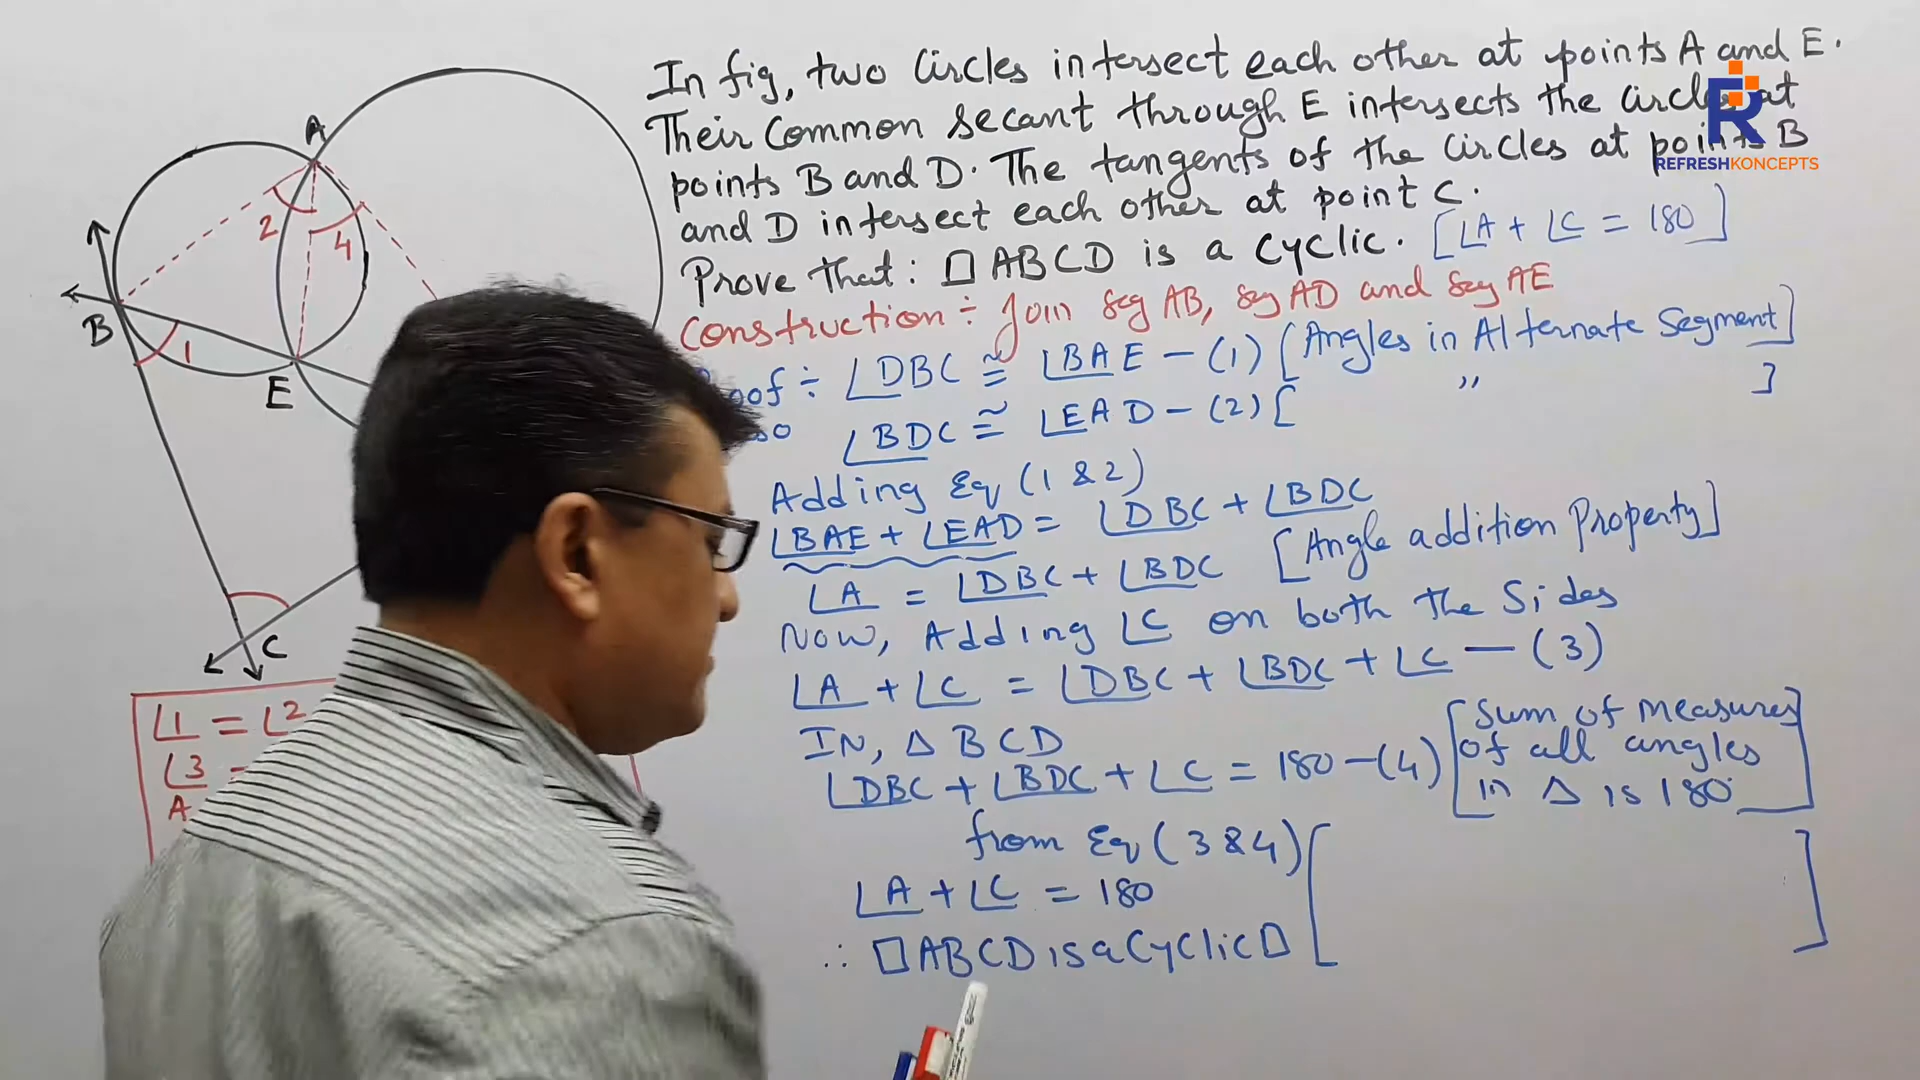 In fig, two Circles intersect each other at points A and E.
Their Common secant through E intersects the Circles at
points B and D. The tangents of the Circles at points B
and D intersect each other at point C.
Prove that : □ABCD is a cyclic. [∠A + ∠C = 180]
Construction ÷ Join seg AB, seg AD and seg AE
∠DBC ≅ ∠BAE - (1) [Angles in Alternate Segment]
∠BDC ≅ ∠EAD - (2) [ " ]
Adding Eq (1 & 2)
∠BAE + ∠EAD = ∠DBC + ∠BDC
∠A = ∠DBC + ∠BDC [Angle addition Property]
Now, Adding ∠C on both the Sides
∠A + ∠C = ∠DBC + ∠BDC + ∠C - (3)
IN, Δ BCD
∠DBC + ∠BDC + ∠C = 180 - (4) [Sum of measures
of all angles
in Δ is 180]
from Eq (3 & 4) [ ]
∠A + ∠C = 180
∴ □ABCD is a Cyclic □
A
2
4
B
1
E
C
∠1 = ∠2
∠3
A
REFRESHKONCEPTS